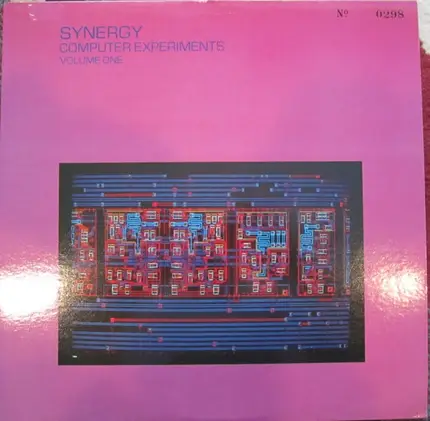 SYNERGY
Nº 0298
COMPUTER EXPERIMENTS
VOLUME ONE